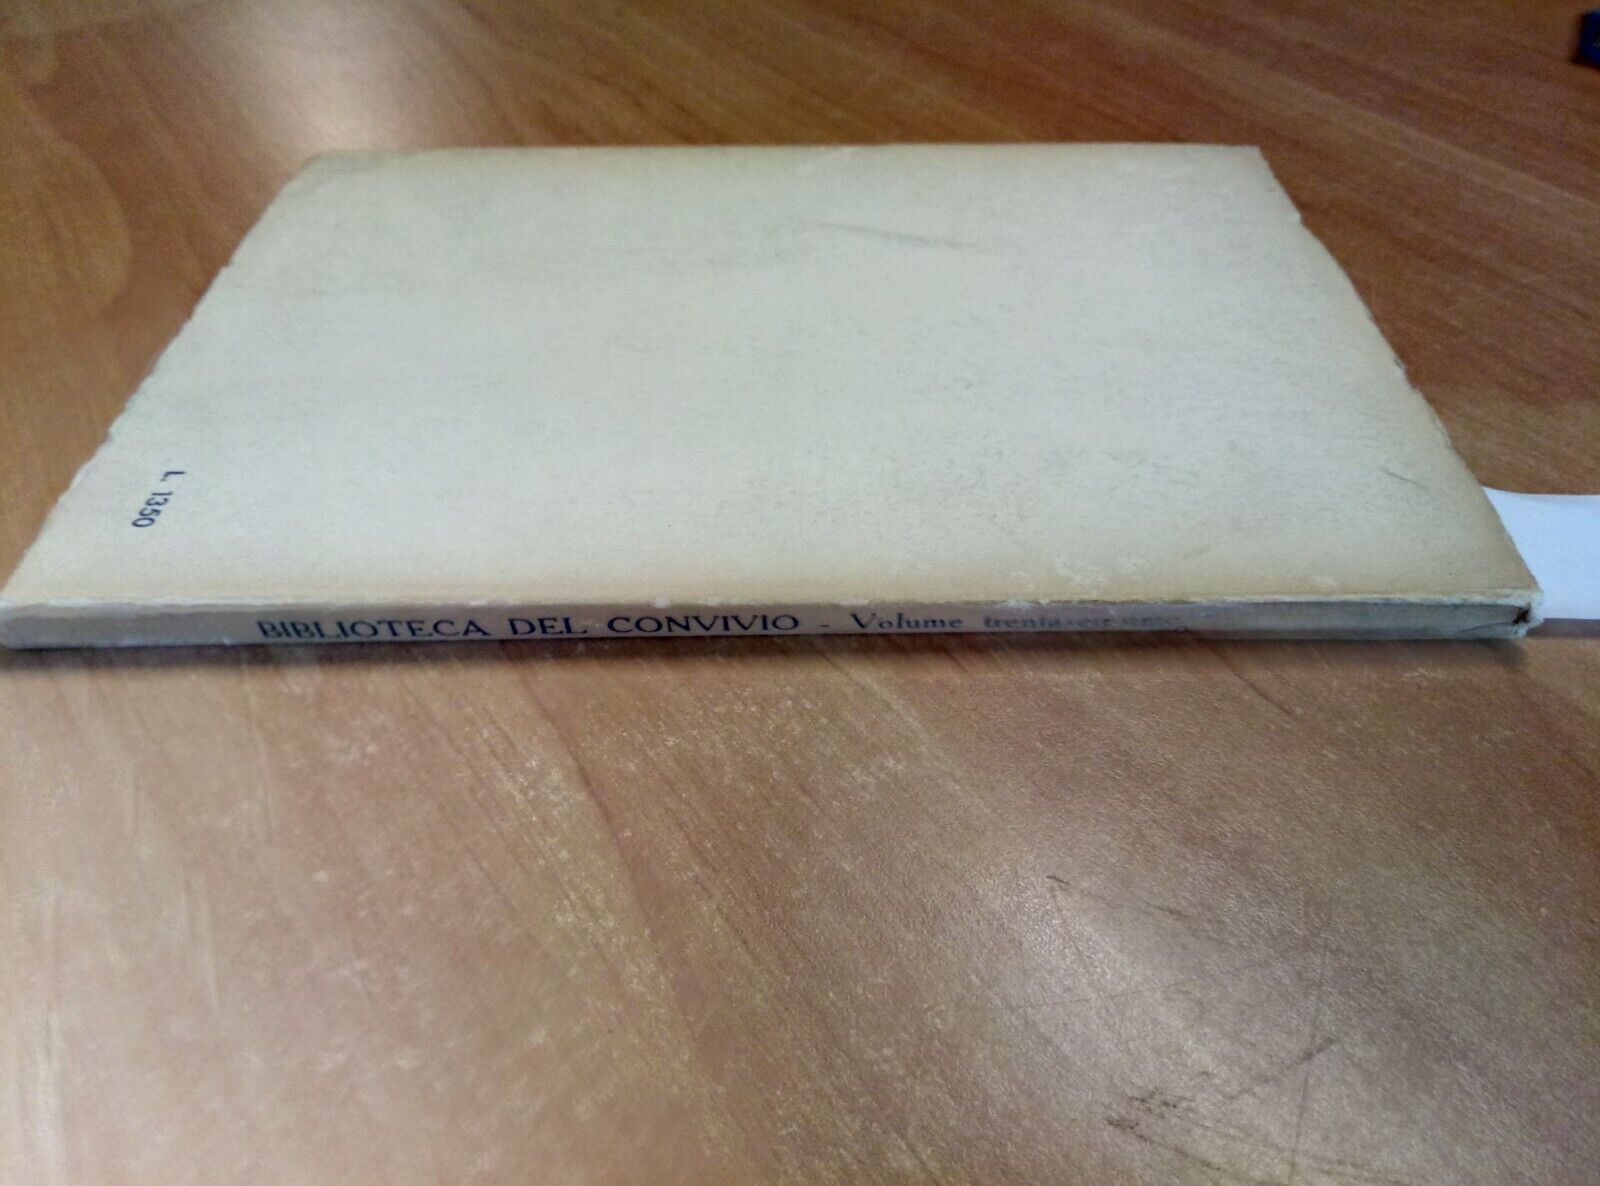 L. 1350
BIBLIOTECA DEL CONVIVIO - Volume